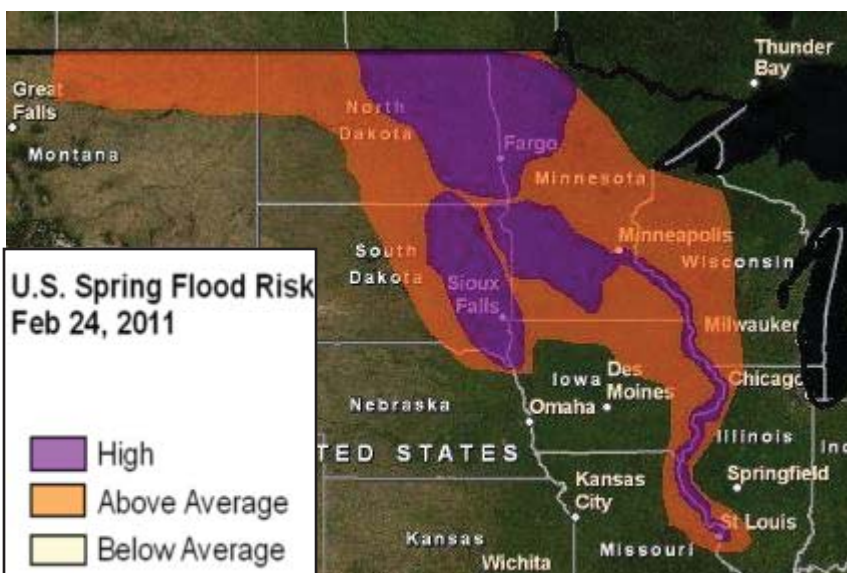 Thunder
Bay
Great
Falls
North
Dakota
Montana
Fargo
Minnesota
Minneapolis
South
Dakota
Wisconsin
U.S. Spring Flood Risk
Feb 24, 2011
Sioux
Falls
Milwaukee
Iowa
Des
Moines
Chicago
Nebraska
Omaha
Illinois
Ind
TED STATES
High
Kansas
City
Springfield
Above Average
St Louis
Kansas
Missouri
Below Average
Wichita